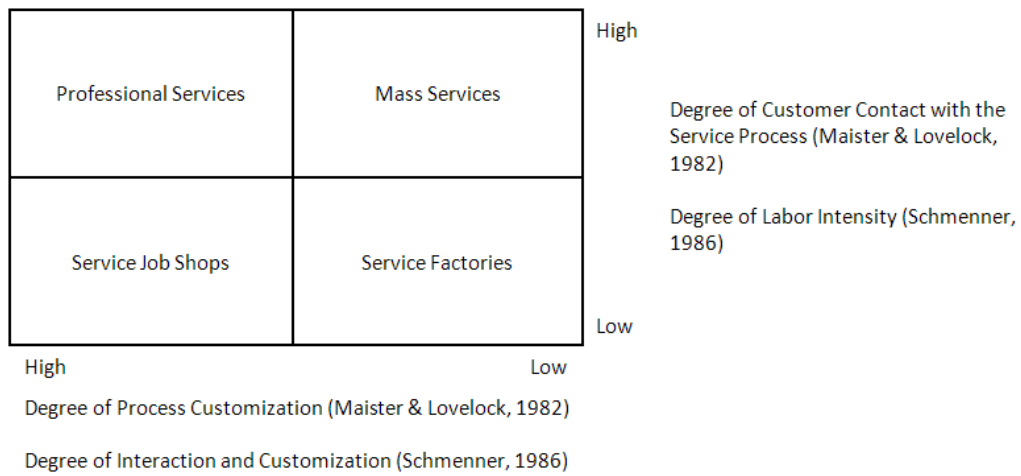 High
Professional Services
Mass Services
Degree of Customer Contact with the
Service Process (Maister & Lovelock,
1982)
Degree of Labor Intensity (Schmenner,
1986)
Service Job Shops
Service Factories
Low
High
Low
Degree of Process Customization (Maister & Lovelock, 1982)
Degree of Interaction and Customization (Schmenner, 1986)